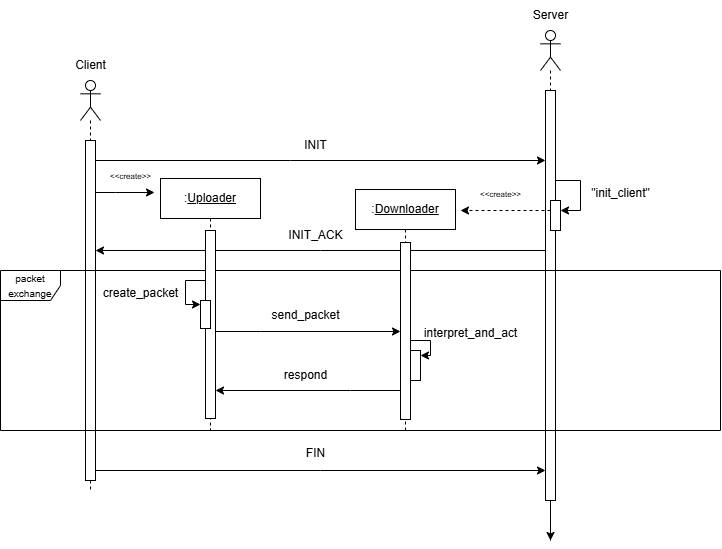 Server
Client
INIT
<<create>>
:Uploader
:Downloader
<<create>>
"init_client"
INIT_ACK
packet
exchange
create_packet
send_packet
interpret_and_act
respond
FIN